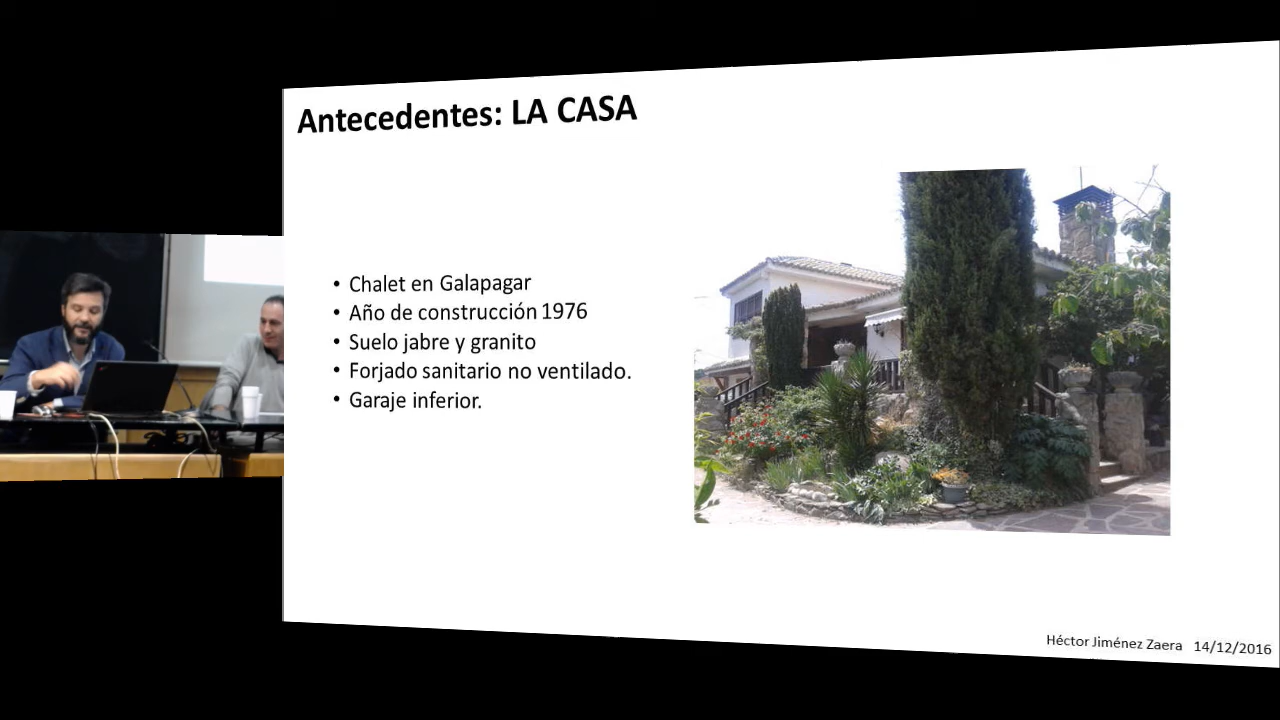 Antecedentes: LA CASA
• Chalet en Galapagar
• Año de construcción 1976
• Suelo jabre y granito
• Forjado sanitario no ventilado.
• Garaje inferior.
Héctor Jiménez Zaera 14/12/2016